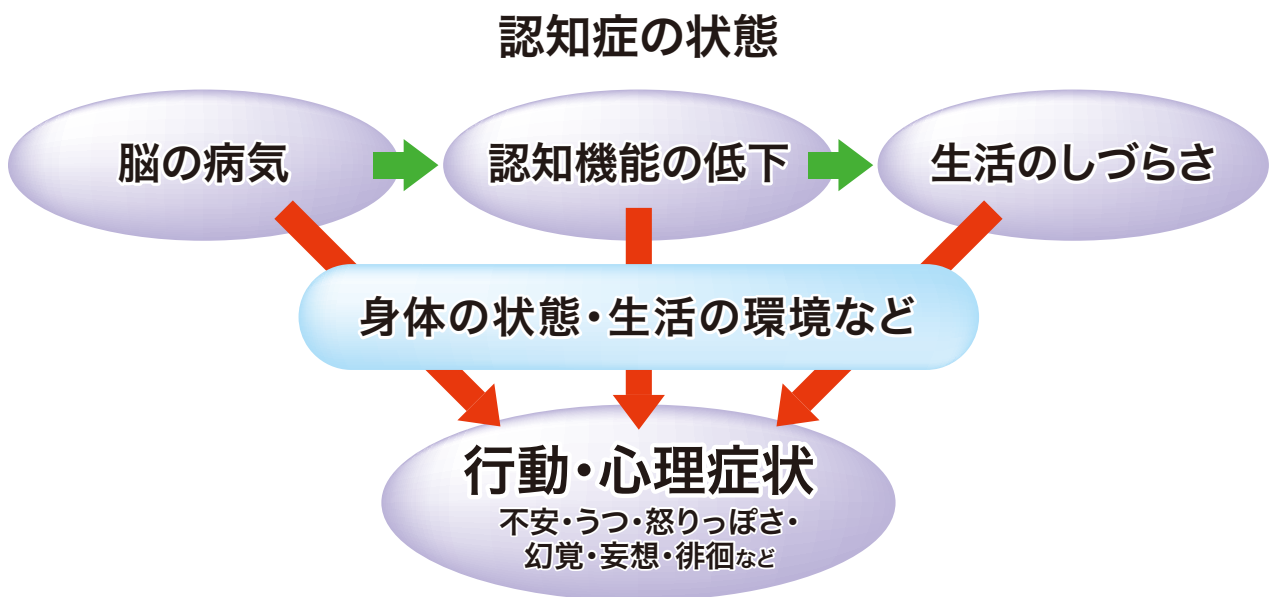 認知症の状態
脳の病気
認知機能の低下
生活のしづらさ
身体の状態・生活の環境など
行動・心理症状
不安・うつ・怒りっぽさ・
幻覚・妄想・徘徊など